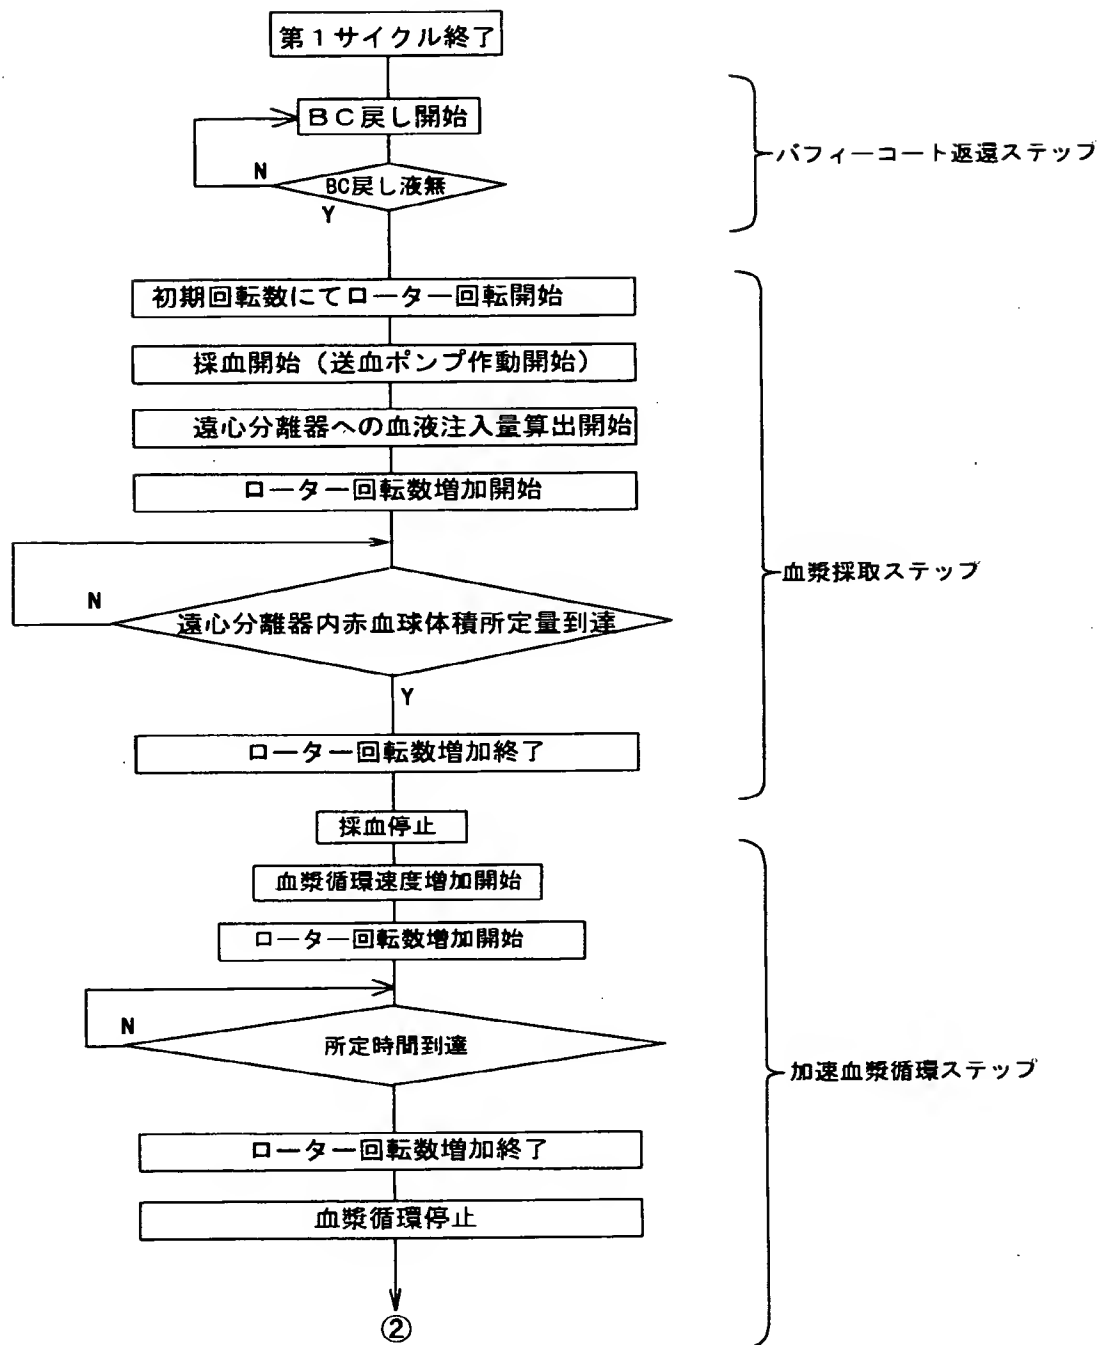 第1サイクル終了
BC戻し開始
N
BC戻し液無
Y
バフィーコート返還ステップ
初期回転数にてローター回転開始
採血開始（送血ポンプ作動開始）
遠心分離器への血液注入量算出開始
ローター回転数増加開始
N
遠心分離器内赤血球体積所定量到達
Y
ローター回転数増加終了
血漿採取ステップ
採血停止
血漿循環速度増加開始
ローター回転数増加開始
N
所定時間到達
ローター回転数増加終了
血漿循環停止
加速血漿循環ステップ
②